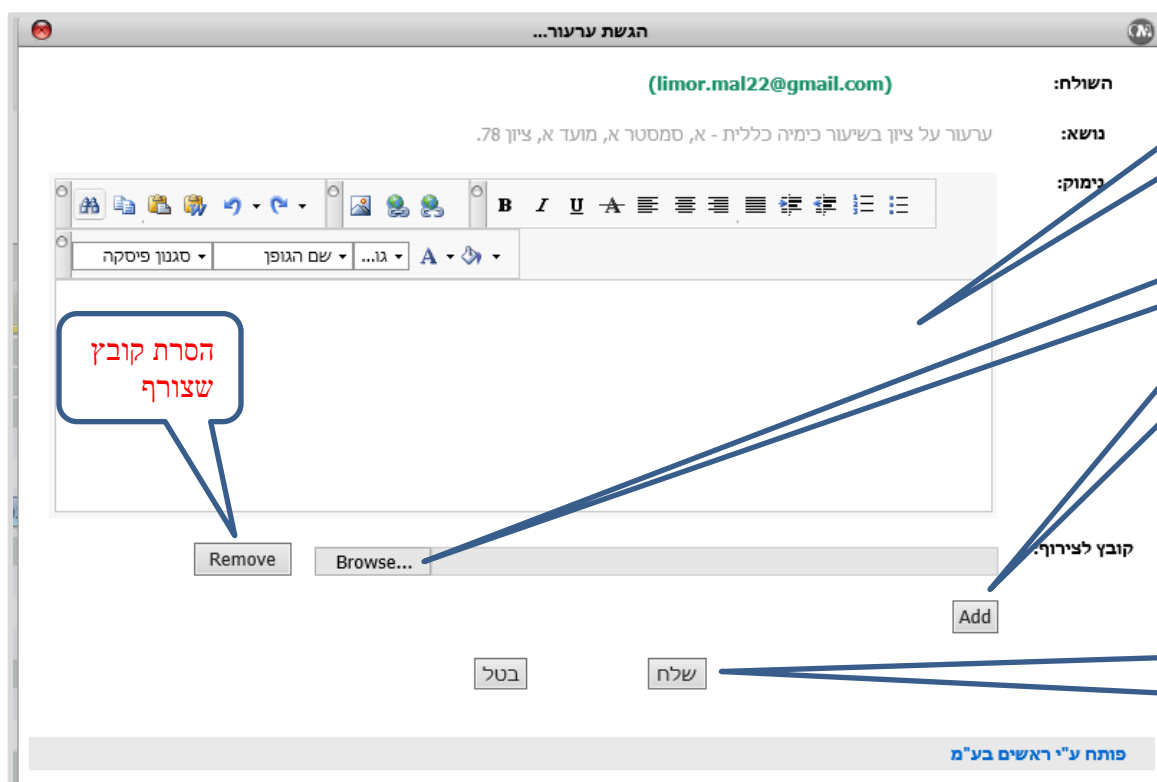 הגשת ערעור...
השולח: (limor.mal22@gmail.com)
נושא: ערעור על ציון בשיעור כימיה כללית - א, סמסטר א, מועד א, ציון 78.
נימוק:
B I U A
סגנון פיסקה שם הגופן גו... A
הסרת קובץ
שצורף
קובץ לצירוף:
Browse... Remove
Add
שלח בטל
פותח ע"י ראשים בע"מ